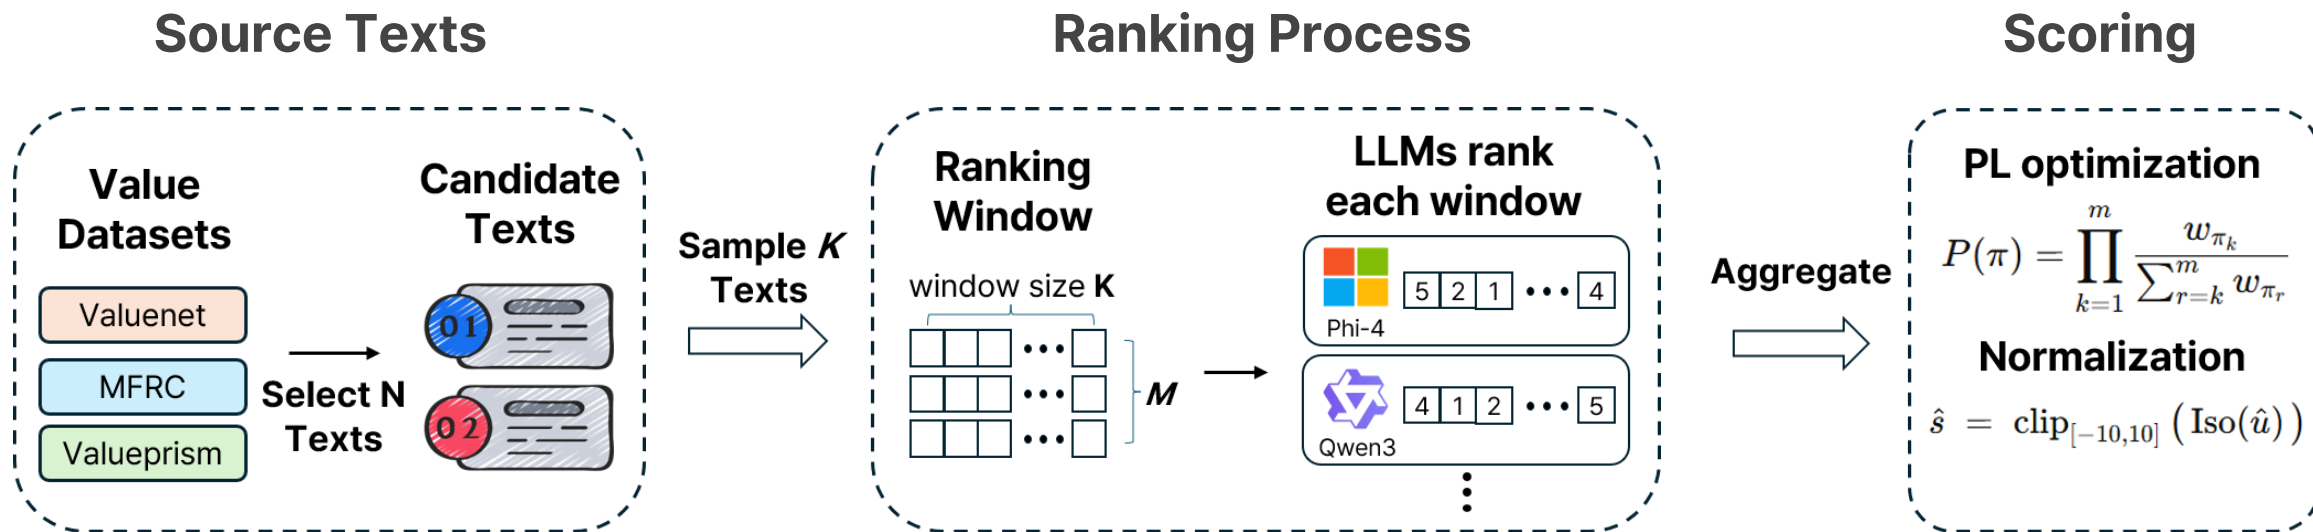 Source Texts
Ranking Process
Scoring
Value
Datasets
Valuenet
MFRC
Valueprism
Select N
Texts
Candidate
Texts
01
02
Sample K
Texts
Ranking
Window
window size K
M
LLMs rank
each window
Phi-4
5 2 1 ••• 4
Qwen3
4 1 2 ••• 5
Aggregate
PL optimization
P(π) = ∏_{k=1}^{m} w_{π_k} / ∑_{r=k}^{m} w_{π_r}
Normalization
ŝ = clip_{[−10,10]} ( Iso(û) )